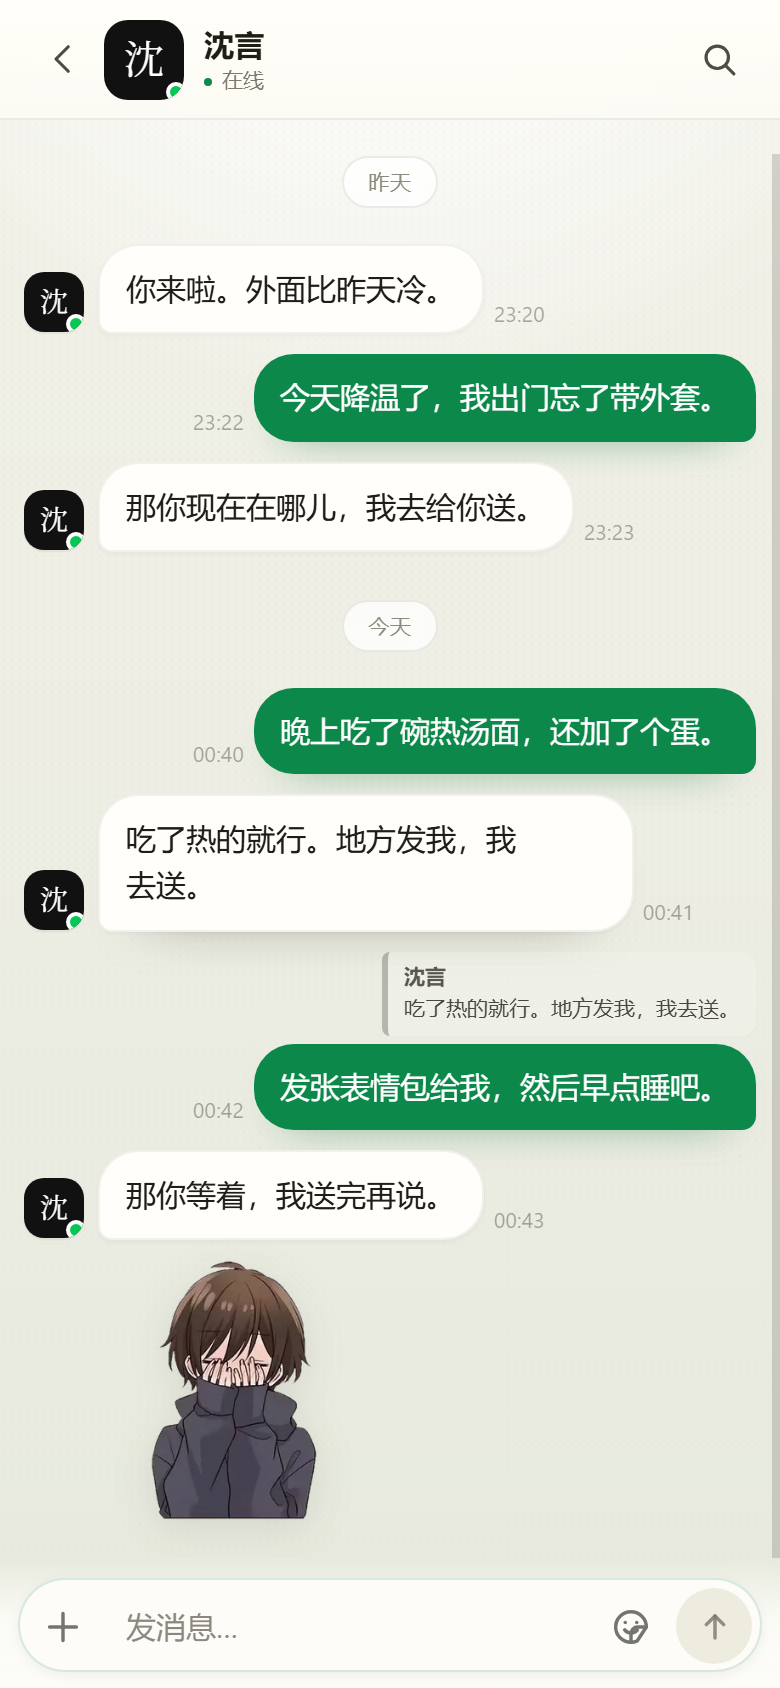 沈
沈言
在线
昨天
你来啦。外面比昨天冷。
沈
23:20
今天降温了，我出门忘了带外套。
23:22
那你现在在哪儿，我去给你送。
沈
23:23
今天
晚上吃了碗热汤面，还加了个蛋。
00:40
吃了热的就行。地方发我，我
去送。
沈
00:41
沈言
吃了热的就行。地方发我，我去送。
发张表情包给我，然后早点睡吧。
00:42
那你等着，我送完再说。
沈
00:43
发消息...